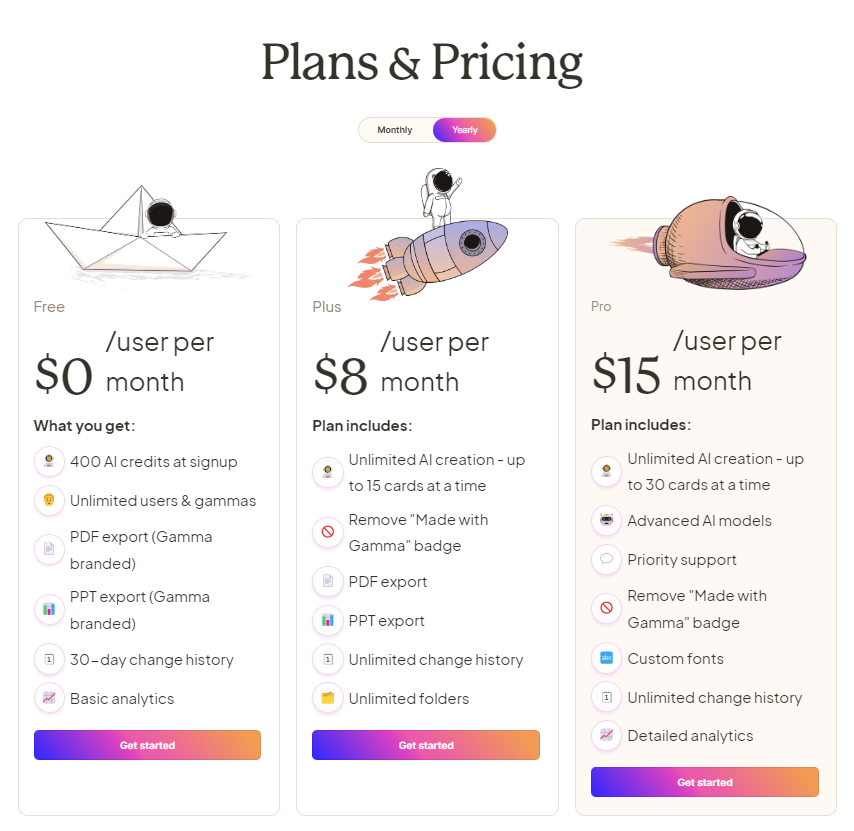 Plans & Pricing
Monthly
Yearly
Free
$0
/user per
month
What you get:
400 AI credits at signup
Unlimited users & gammas
PDF export (Gamma
branded)
PPT export (Gamma
branded)
30-day change history
Basic analytics
Get started
Plus
$8
/user per
month
Plan includes:
Unlimited AI creation - up
to 15 cards at a time
Remove "Made with
Gamma" badge
PDF export
PPT export
Unlimited change history
Unlimited folders
Get started
Pro
$15
/user per
month
Plan includes:
Unlimited AI creation - up
to 30 cards at a time
Advanced AI models
Priority support
Remove "Made with
Gamma" badge
abc
Custom fonts
Unlimited change history
Detailed analytics
Get started